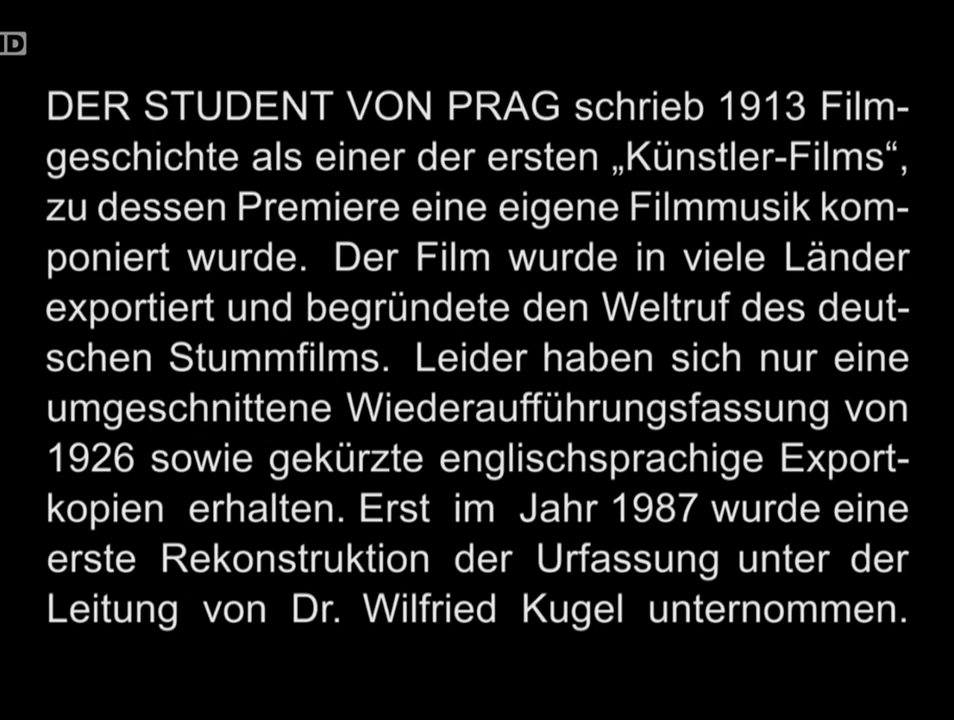 DER STUDENT VON PRAG schrieb 1913 Film-
geschichte als einer der ersten „Künstler-Films“,
zu dessen Premiere eine eigene Filmmusik kom-
poniert wurde. Der Film wurde in viele Länder
exportiert und begründete den Weltruf des deut-
schen Stummfilms. Leider haben sich nur eine
umgeschnittene Wiederaufführungsfassung von
1926 sowie gekürzte englischsprachige Export-
kopien erhalten. Erst im Jahr 1987 wurde eine
erste Rekonstruktion der Urfassung unter der
Leitung von Dr. Wilfried Kugel unternommen.